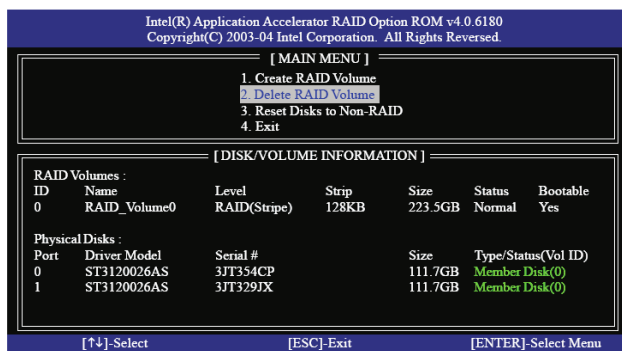 Intel(R) Application Accelerator RAID Option ROM v4.0.6180
Copyright(C) 2003-04 Intel Corporation. All Rights Reversed.
[ MAIN MENU ]
1. Create RAID Volume
2. Delete RAID Volume
3. Reset Disks to Non-RAID
4. Exit
[ DISK/VOLUME INFORMATION ]
RAID Volumes :
ID Name Level Strip Size Status Bootable
0 RAID_Volume0 RAID(Stripe) 128KB 223.5GB Normal Yes
Physical Disks :
Port Driver Model Serial # Size Type/Status(Vol ID)
0 ST3120026AS 3JT354CP 111.7GB Member Disk(0)
1 ST3120026AS 3JT329JX 111.7GB Member Disk(0)
[↑↓]-Select [ESC]-Exit [ENTER]-Select Menu